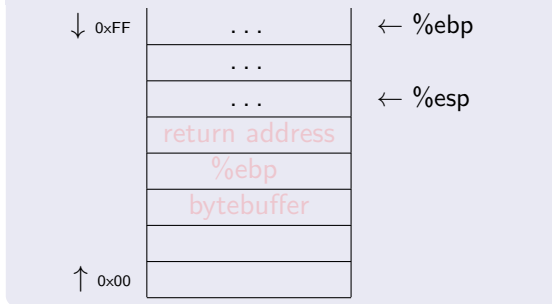 ↓ 0xFF ... ← %ebp
...
... ← %esp
return address
%ebp
bytebuffer
↑ 0x00